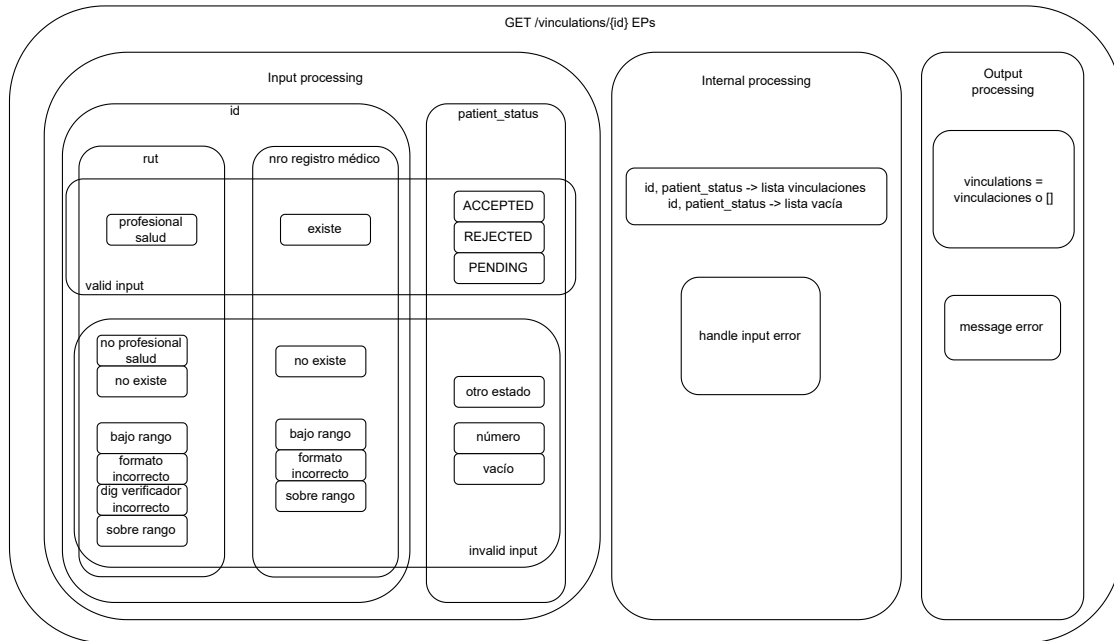 GET /vinculations/{id} EPs
Input processing
id
rut
profesional
salud
nro registro médico
existe
patient_status
ACCEPTED
REJECTED
PENDING
valid input
no profesional
salud
no existe
bajo rango
formato
incorrecto
dig verificador
incorrecto
sobre rango
no existe
bajo rango
formato
incorrecto
sobre rango
otro estado
número
vacío
invalid input
Internal processing
id, patient_status -> lista vinculaciones
id, patient_status -> lista vacía
handle input error
Output
processing
vinculations =
vinculaciones o []
message error